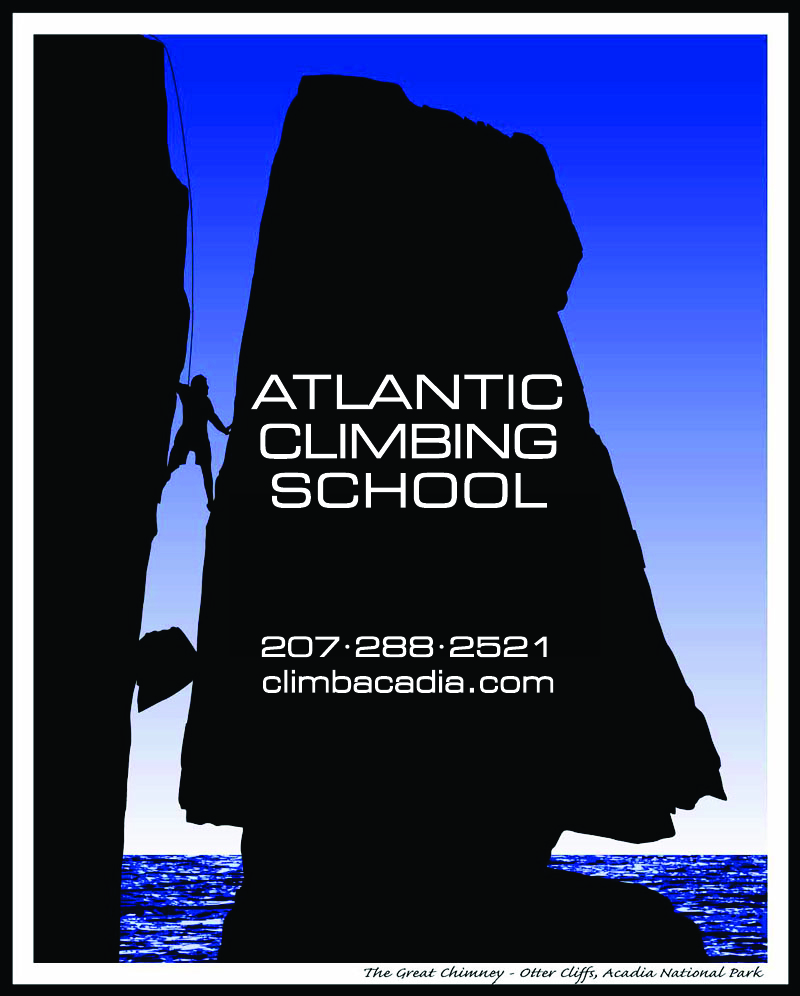 ATLANTIC
CLIMBING
SCHOOL
207·288·2521
climbacadia.com
The Great Chimney - Otter Cliffs, Acadia National Park